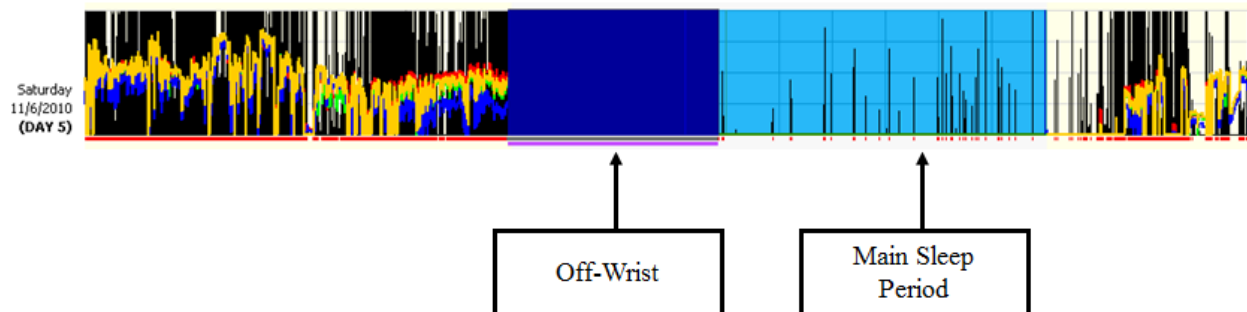 Saturday
11/6/2010
(DAY 5)
Off-Wrist
Main Sleep
Period